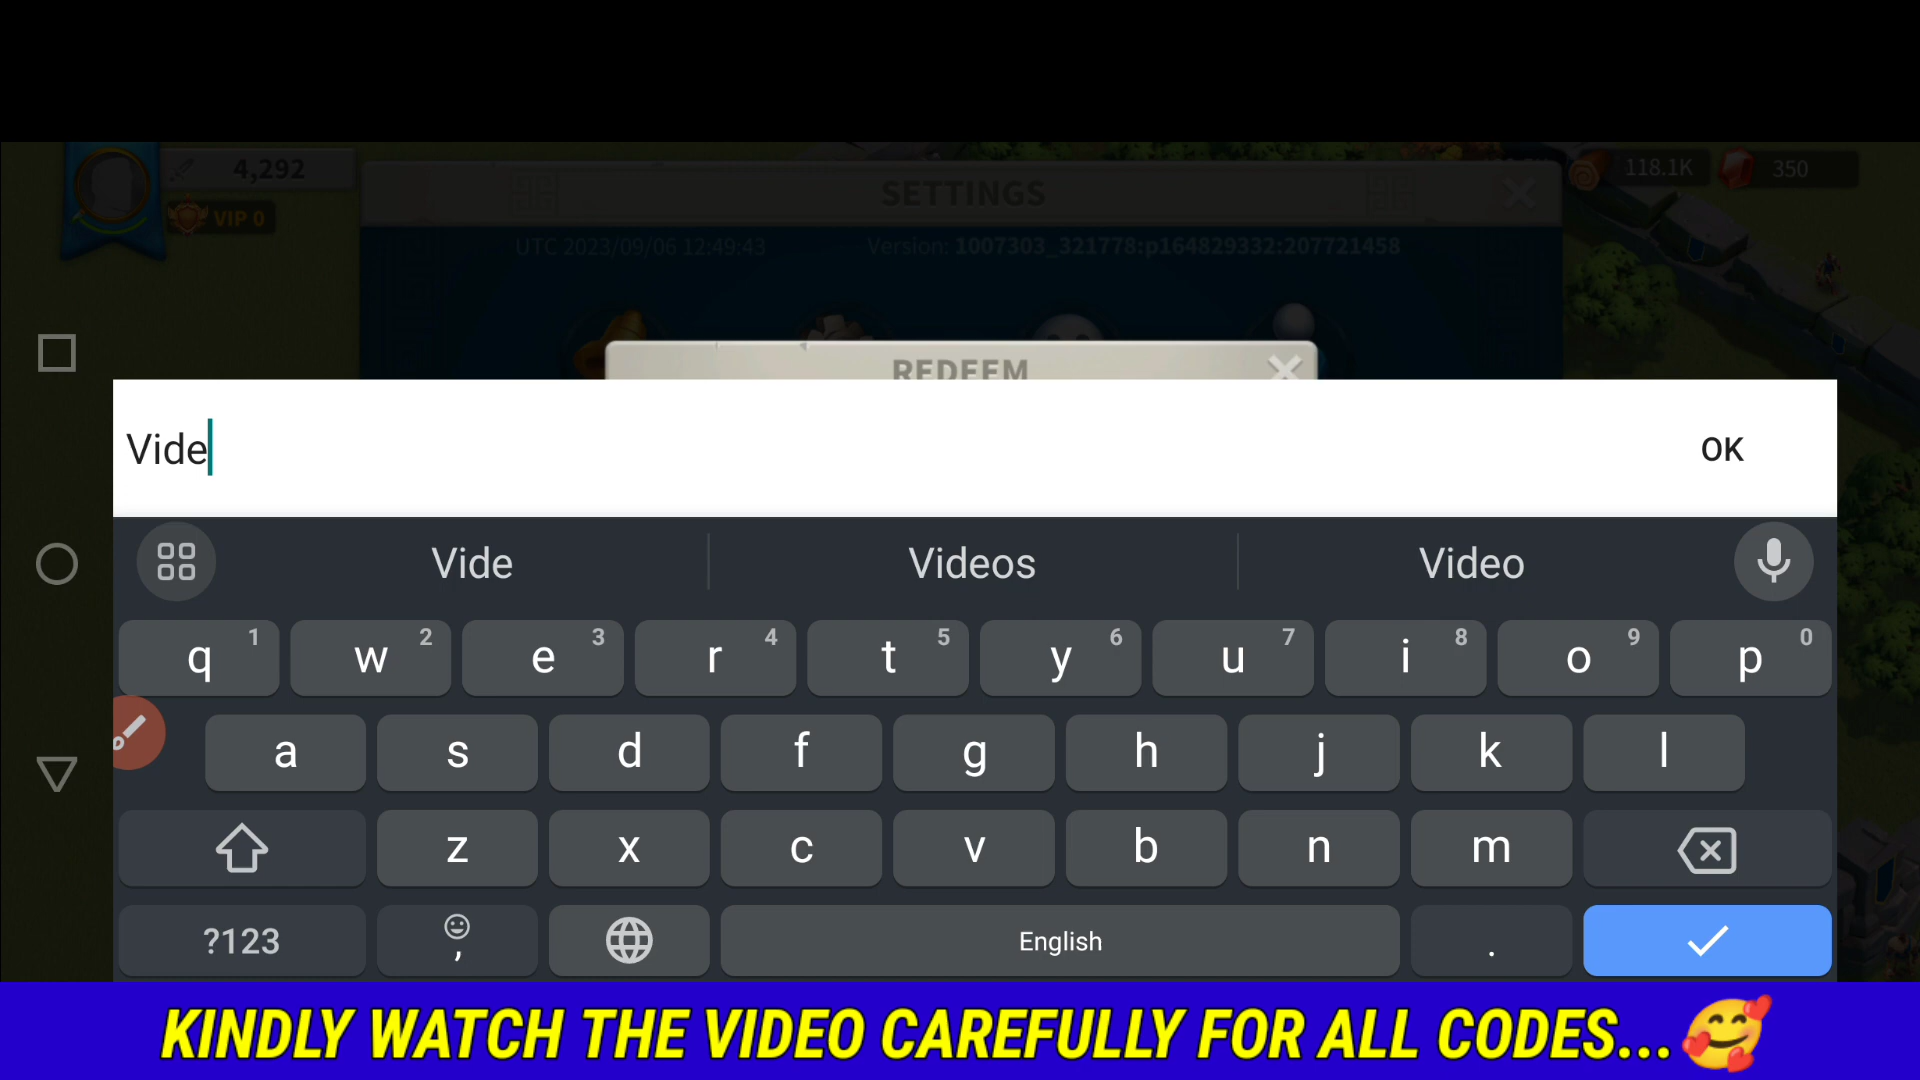 4,292
VIP 0
SETTINGS
118.1K
350
UTC 2023/09/06 12:49:43
Version: 1007303_321778:p164829332:207721458
REDEEM
Vide
OK
Vide
Videos
Video
q 1 w 2 e 3 r 4 t 5 y 6 u 7 i 8 o 9 p 0
a s d f g h j k l
z x c v b n m
?123 , English .
KINDLY WATCH THE VIDEO CAREFULLY FOR ALL CODES...🥰